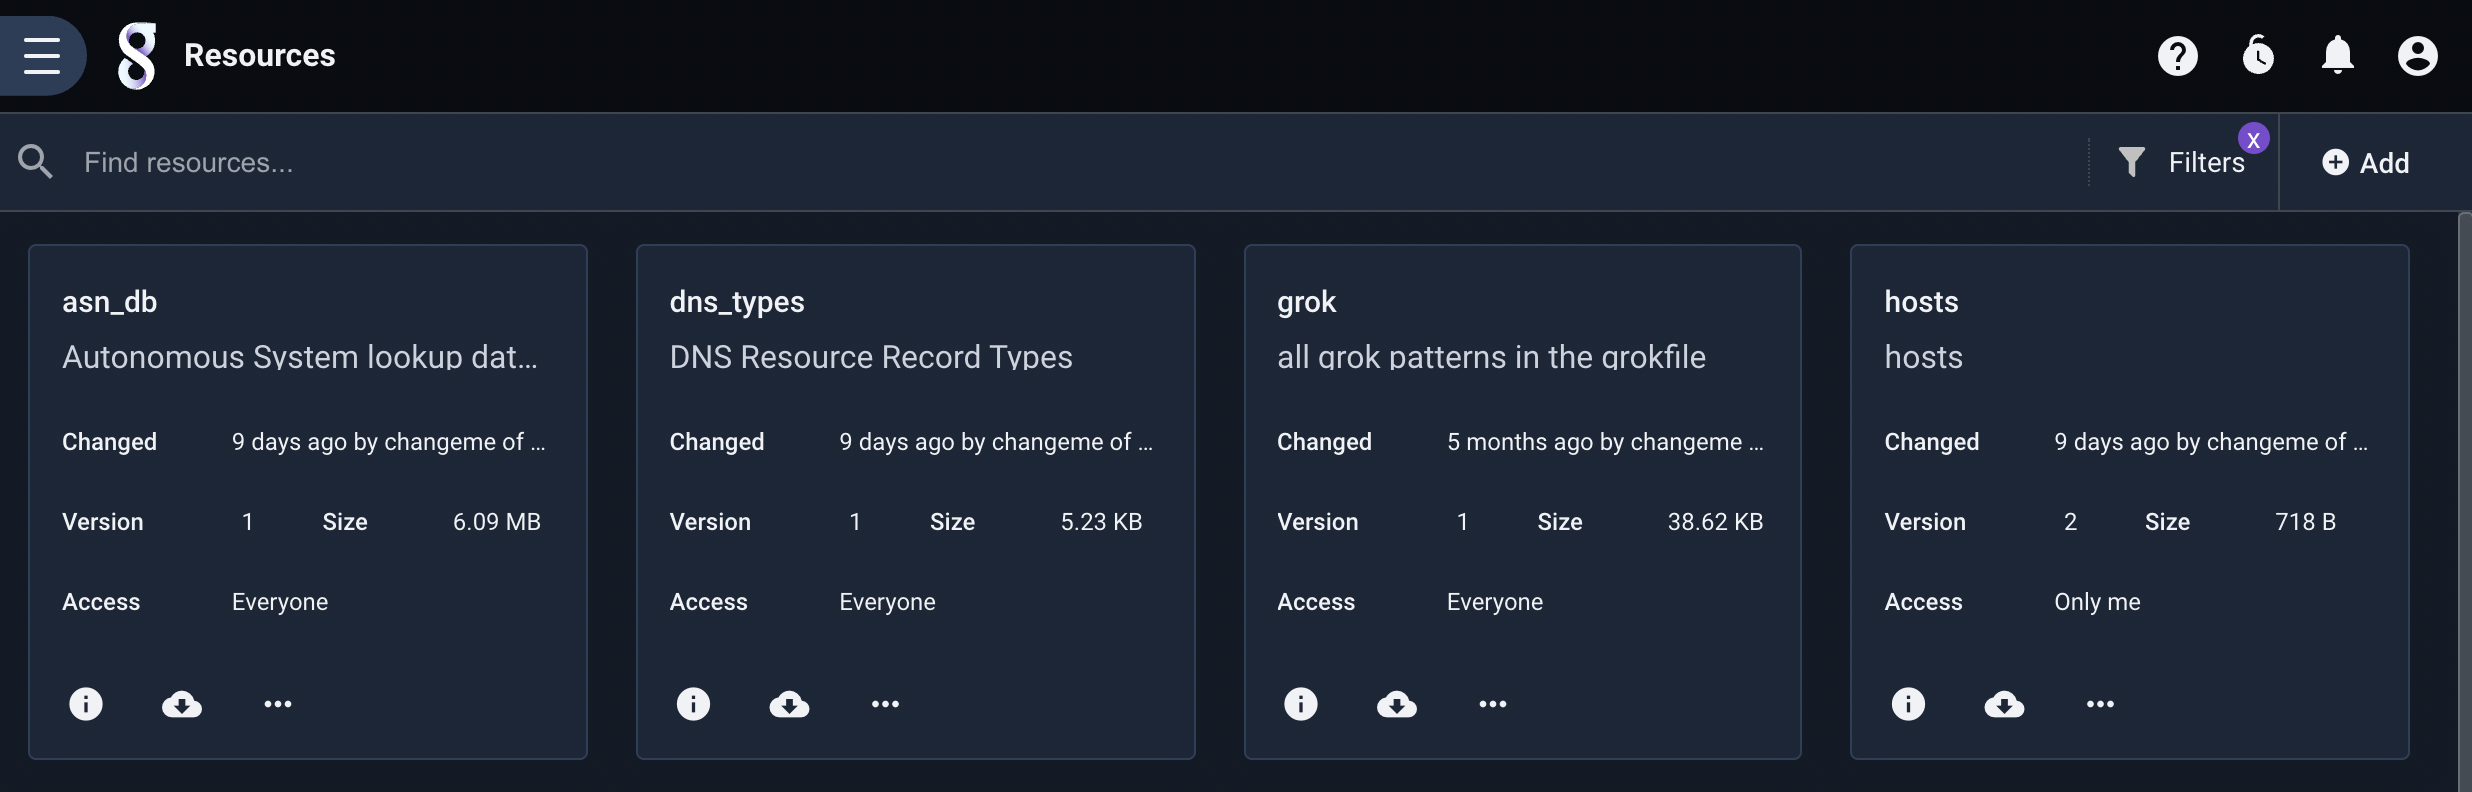 Resources
Find resources...
Filters
X
Add
asn_db
Autonomous System lookup dat...
Changed 9 days ago by changeme of ...
Version 1 Size 6.09 MB
Access Everyone
dns_types
DNS Resource Record Types
Changed 9 days ago by changeme of ...
Version 1 Size 5.23 KB
Access Everyone
grok
all grok patterns in the grokfile
Changed 5 months ago by changeme ...
Version 1 Size 38.62 KB
Access Everyone
hosts
hosts
Changed 9 days ago by changeme of ...
Version 2 Size 718 B
Access Only me